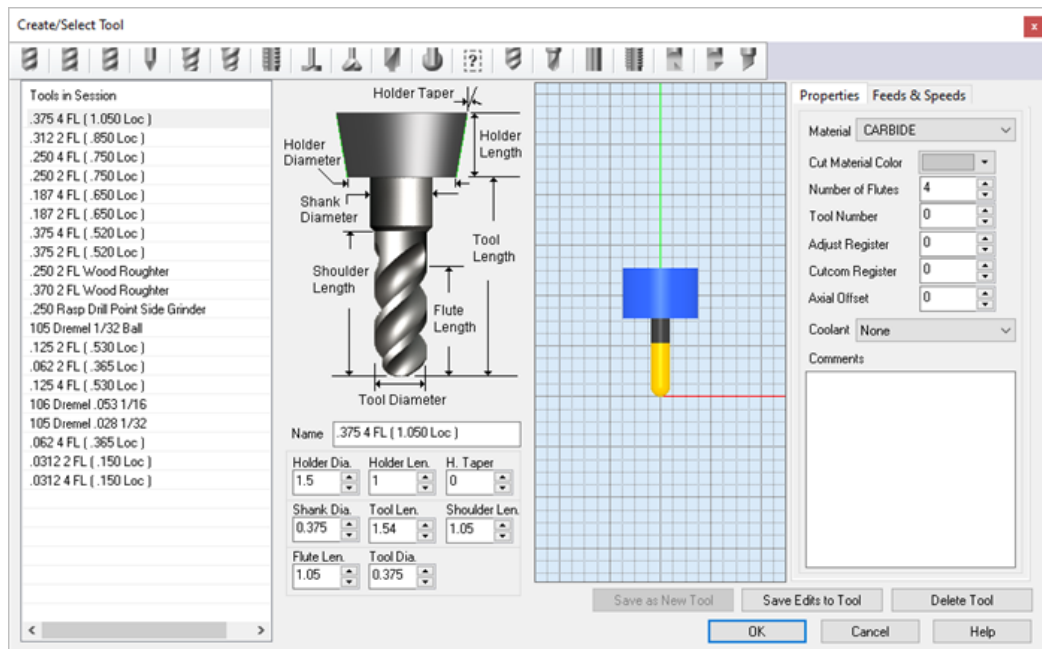 Create/Select Tool
x
?
Tools in Session
.375 4 FL ( 1.050 Loc )
.312 2 FL ( .850 Loc )
.250 4 FL ( .750 Loc )
.250 2 FL ( .750 Loc )
.187 4 FL ( .650 Loc )
.187 2 FL ( .650 Loc )
.375 4 FL ( .520 Loc )
.375 2 FL ( .520 Loc )
.250 2 FL Wood Roughter
.370 2 FL Wood Roughter
.250 Rasp Drill Point Side Grinder
105 Dremel 1/32 Ball
.125 2 FL ( .530 Loc )
.062 2 FL ( .365 Loc )
.125 4 FL ( .530 Loc )
106 Dremel .053 1/16
105 Dremel .028 1/32
.062 4 FL ( .365 Loc )
.0312 2 FL ( .150 Loc )
.0312 4 FL ( .150 Loc )
Holder Taper
Holder
Length
Holder
Diameter
Shank
Diameter
Tool
Length
Shoulder
Length
Flute
Length
Tool Diameter
Name .375 4 FL ( 1.050 Loc )
Holder Dia. Holder Len. H. Taper
1.5 1 0
Shank Dia. Tool Len. Shoulder Len.
0.375 1.54 1.05
Flute Len. Tool Dia.
1.05 0.375
Properties Feeds & Speeds
Material CARBIDE
Cut Material Color
Number of Flutes 4
Tool Number 0
Adjust Register 0
Cutcom Register 0
Axial Offset 0
Coolant None
Comments
Save as New Tool Save Edits to Tool Delete Tool
OK Cancel Help